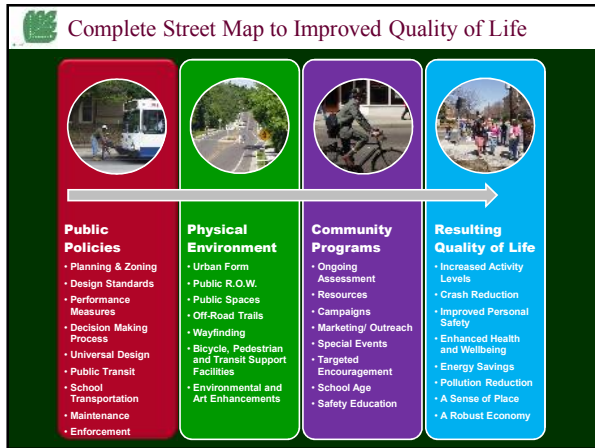 Complete Street Map to Improved Quality of Life
Public
Policies
• Planning & Zoning
• Design Standards
• Performance
Measures
• Decision Making
Process
• Universal Design
• Public Transit
• School
Transportation
• Maintenance
• Enforcement
Physical
Environment
• Urban Form
• Public R.O.W.
• Public Spaces
• Off-Road Trails
• Wayfinding
• Bicycle, Pedestrian
and Transit Support
Facilities
• Environmental and
Art Enhancements
Community
Programs
• Ongoing
Assessment
• Resources
• Campaigns
• Marketing/ Outreach
• Special Events
• Targeted
Encouragement
• School Age
• Safety Education
Resulting
Quality of Life
• Increased Activity
Levels
• Crash Reduction
• Improved Personal
Safety
• Enhanced Health
and Wellbeing
• Energy Savings
• Pollution Reduction
• A Sense of Place
• A Robust Economy